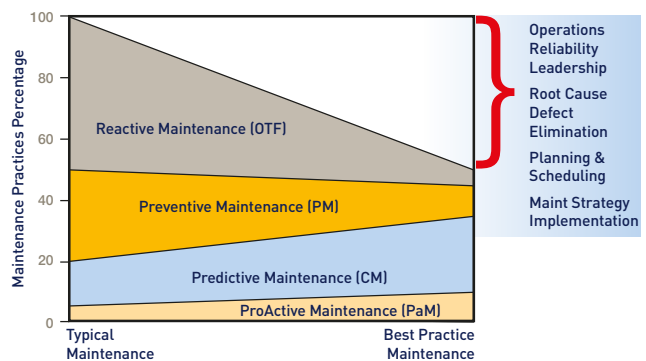 Maintenance Practices Percentage
100
80
60
40
20
0
Reactive Maintenance (OTF)
Preventive Maintenance (PM)
Predictive Maintenance (CM)
ProActive Maintenance (PaM)
Typical
Maintenance
Best Practice
Maintenance
Operations
Reliability
Leadership
Root Cause
Defect
Elimination
Planning &
Scheduling
Maint Strategy
Implementation